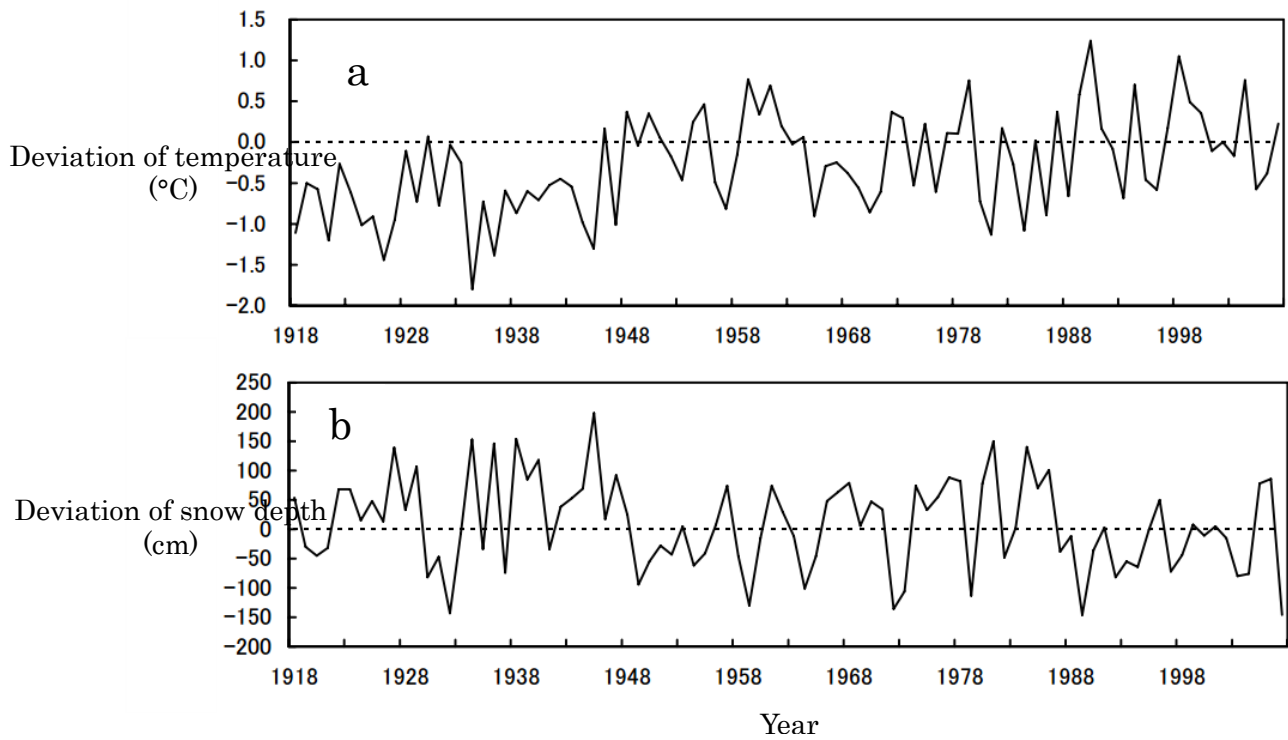 1.5
1.0
a
0.5
0.0
Deviation of temperature
(°C)
-0.5
-1.0
-1.5
-2.0
1918 1928 1938 1948 1958 1968 1978 1988 1998
250
200
b
150
100
50
Deviation of snow depth
0
(cm)
-50
-100
-150
-200
1918 1928 1938 1948 1958 1968 1978 1988 1998
Year